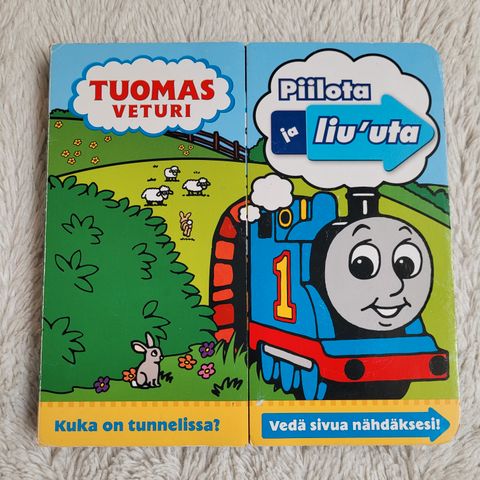 TUOMAS
VETURI
Piilota
ja liu'uta
1
Kuka on tunnelissa?
Vedä sivua nähdäksesi!